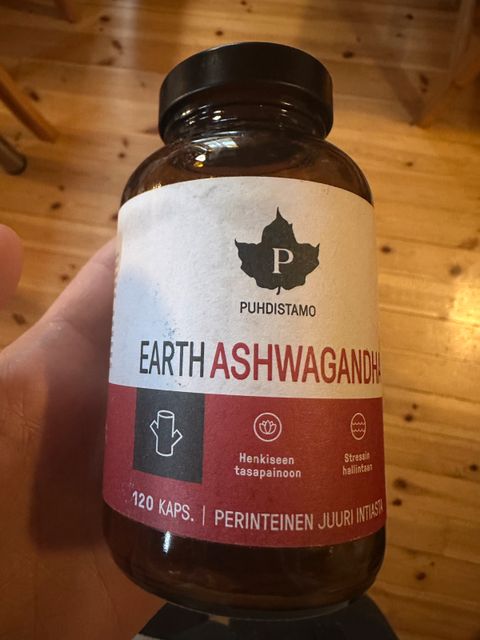 P
PUHDISTAMO
EARTH ASHWAGANDHA
Henkiseen
tasapainoon
Stressin
hallintaan
120 KAPS. | PERINTEINEN JUURI INTIASTA